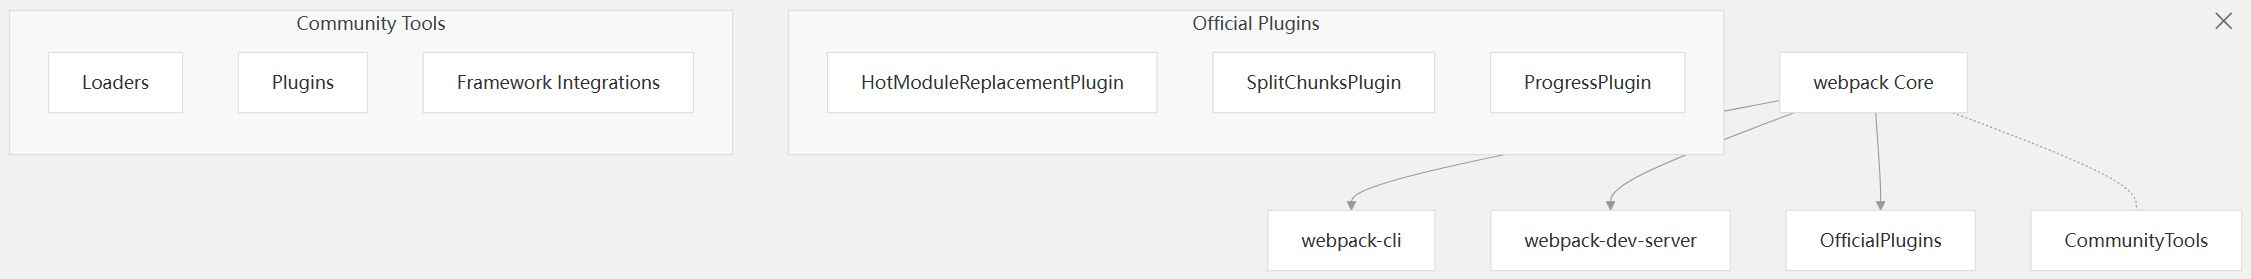 Community Tools
Loaders
Plugins
Framework Integrations
Official Plugins
HotModuleReplacementPlugin
SplitChunksPlugin
ProgressPlugin
webpack Core
webpack-cli
webpack-dev-server
OfficialPlugins
CommunityTools